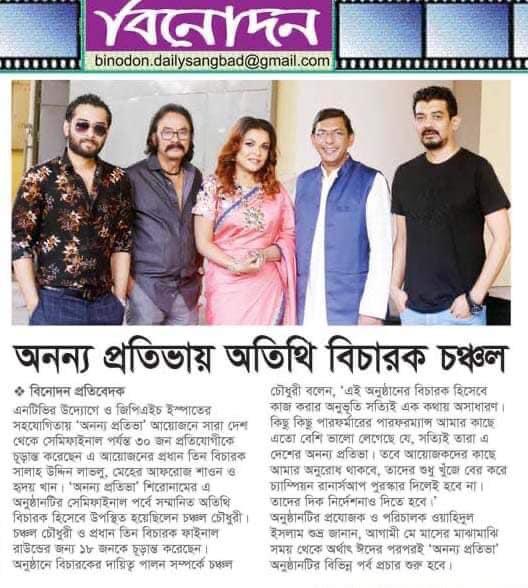 বিনোদন
binodon.dailysangbad@gmail.com
অনন্য প্রতিভায় অতিথি বিচারক চঞ্চল
❖ বিনোদন প্রতিবেদক
এনটিভির উদ্যোগে ও জিপিএইচ ইস্পাতের
সহযোগিতায় ‘অনন্য প্রতিভা’ আয়োজনে সারা দেশ
থেকে সেমিফাইনাল পর্যন্ত ৩০ জন প্রতিযোগীকে
চূড়ান্ত করেছেন এ আয়োজনের প্রধান তিন বিচারক
সালাহ উদ্দিন লাভলু, মেহের আফরোজ শাওন ও
হৃদয় খান। ‘অনন্য প্রতিভা’ শিরোনামের এ
অনুষ্ঠানটির সেমিফাইনাল পর্বে সম্মানিত অতিথি
বিচারক হিসেবে উপস্থিত হয়েছিলেন চঞ্চল চৌধুরী।
চঞ্চল চৌধুরী ও প্রধান তিন বিচারক ফাইনাল
রাউন্ডের জন্য ১৮ জনকে চূড়ান্ত করেছেন।
অনুষ্ঠানে বিচারকের দায়িত্ব পালন সম্পর্কে চঞ্চল
চৌধুরী বলেন, ‘এই অনুষ্ঠানের বিচারক হিসেবে
কাজ করার অনুভূতি সত্যিই এক কথায় অসাধারণ।
কিছু কিছু পারফর্মারের পারফরম্যান্স আমার কাছে
এতো বেশি ভালো লেগেছে যে, সত্যিই তারা এ
দেশের অনন্য প্রতিভা। তবে আয়োজকদের কাছে
আমার অনুরোধ থাকবে, তাদের শুধু খুঁজে বের করে
চ্যাম্পিয়ন রানার্সআপ পুরস্কার দিলেই হবে না।
তাদের দিক নির্দেশনাও দিতে হবে।’
অনুষ্ঠানটির প্রযোজক ও পরিচালক ওয়াহিদুল
ইসলাম শুভ্র জানান, আগামী মে মাসের মাঝামাঝি
সময় থেকে অর্থাৎ ঈদের পরপরই ‘অনন্য প্রতিভা’
অনুষ্ঠানটির বিভিন্ন পর্ব প্রচার শুরু হবে।